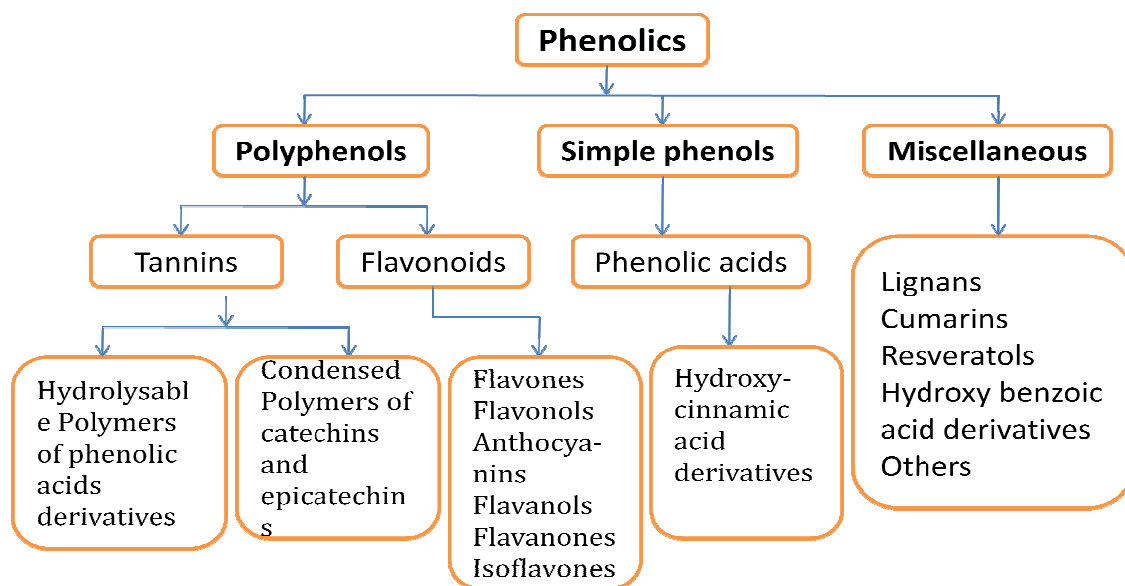 Phenolics
Polyphenols
Simple phenols
Miscellaneous
Tannins
Flavonoids
Phenolic acids
Hydrolysabl
e Polymers
of phenolic
acids
derivatives
Condensed
Polymers of
catechins
and
epicatechin
s
Flavones
Flavonols
Anthocya-
nins
Flavanols
Flavanones
Isoflavones
Hydroxy-
cinnamic
acid
derivatives
Lignans
Cumarins
Resveratols
Hydroxy benzoic
acid derivatives
Others